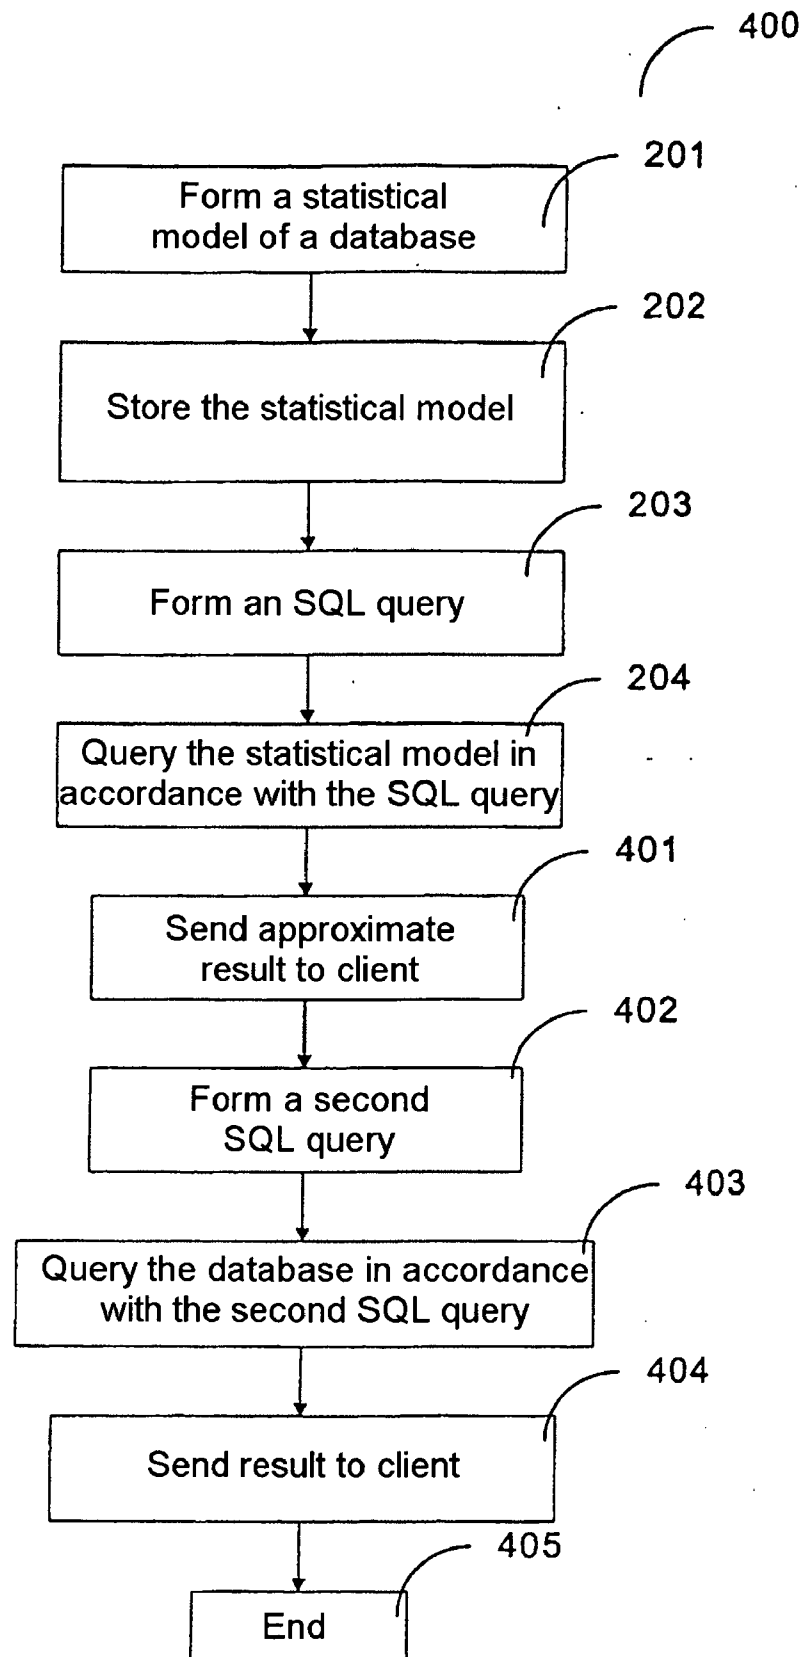 400
201
Form a statistical
model of a database
202
Store the statistical model
203
Form an SQL query
204
Query the statistical model in
accordance with the SQL query
401
Send approximate
result to client
402
Form a second
SQL query
403
Query the database in accordance
with the second SQL query
404
Send result to client
405
End